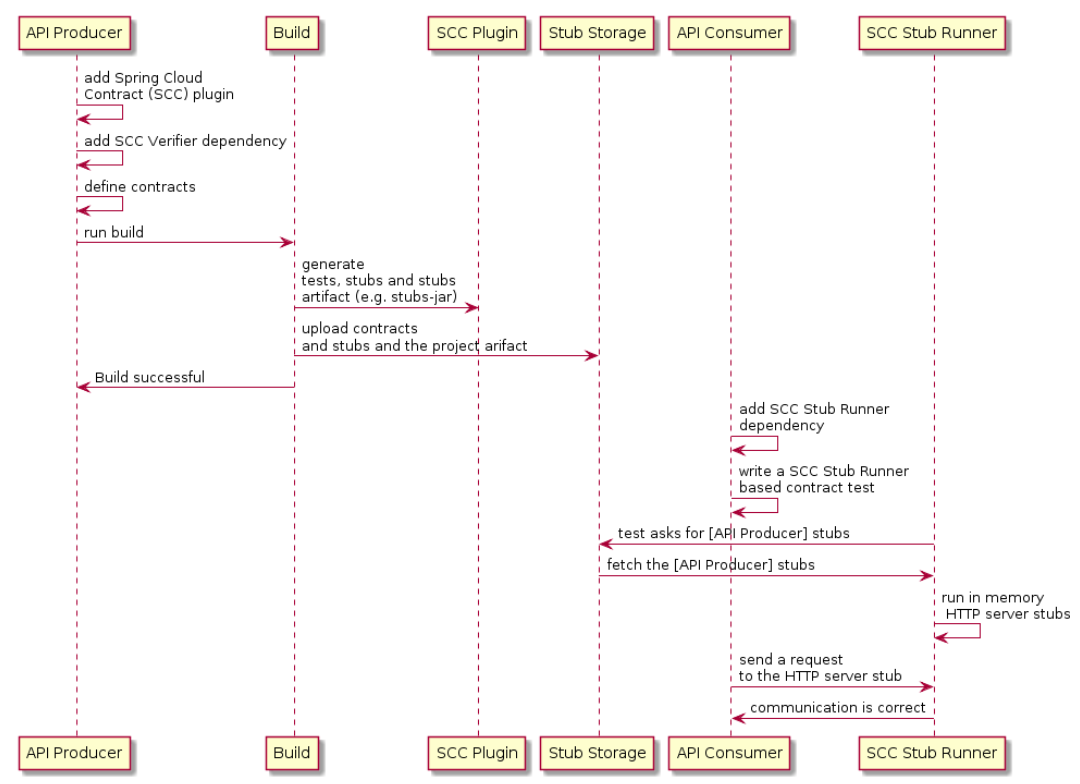 API Producer
Build
SCC Plugin
Stub Storage
API Consumer
SCC Stub Runner
add Spring Cloud
Contract (SCC) plugin
add SCC Verifier dependency
define contracts
run build
generate
tests, stubs and stubs
artifact (e.g. stubs-jar)
upload contracts
and stubs and the project arifact
Build successful
add SCC Stub Runner
dependency
write a SCC Stub Runner
based contract test
test asks for [API Producer] stubs
fetch the [API Producer] stubs
run in memory
HTTP server stubs
send a request
to the HTTP server stub
communication is correct
API Producer
Build
SCC Plugin
Stub Storage
API Consumer
SCC Stub Runner